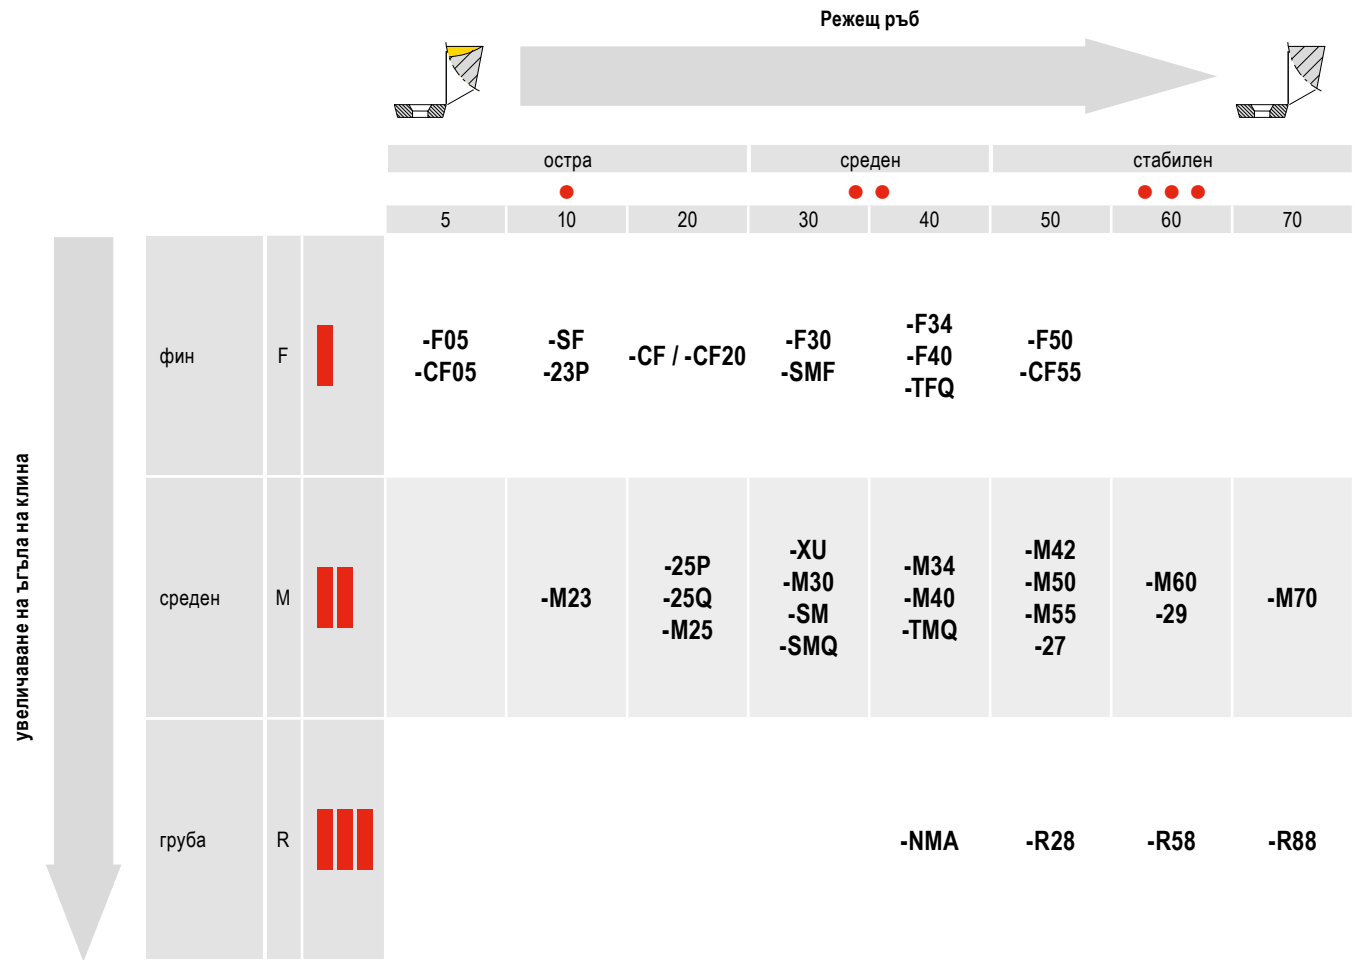 Режещ ръб
остра
среден
стабилен
5
10
20
30
40
50
60
70
увеличаване на ъгъла на клина
фин
F
-F05
-CF05
-SF
-23P
-CF / -CF20
-F30
-SMF
-F34
-F40
-TFQ
-F50
-CF55
среден
M
-M23
-25P
-25Q
-M25
-XU
-M30
-SM
-SMQ
-M34
-M40
-TMQ
-M42
-M50
-M55
-27
-M60
-29
-M70
груба
R
-NMA
-R28
-R58
-R88